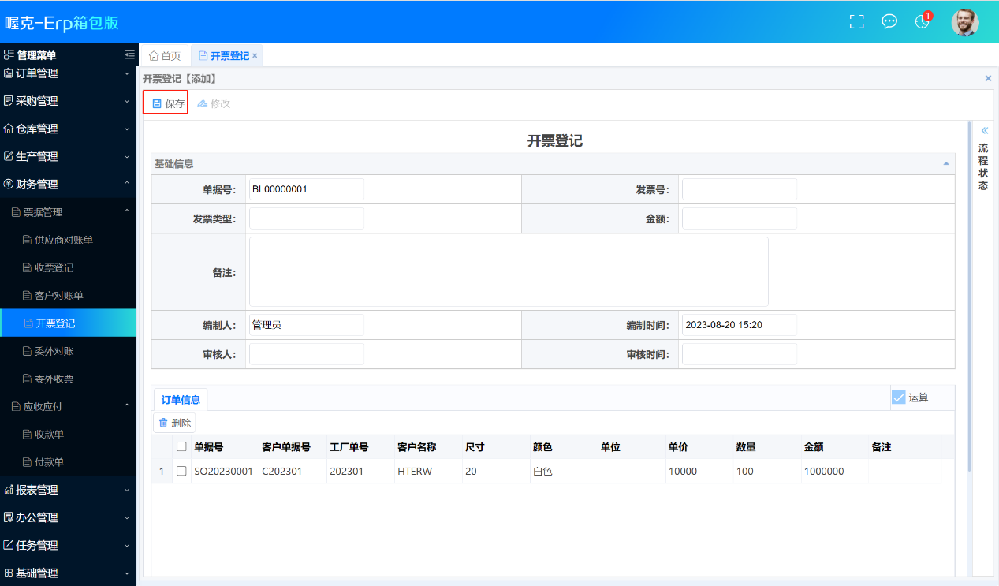 喔克-Erp箱包版
1
管理菜单
订单管理
采购管理
仓库管理
生产管理
财务管理
票据管理
供应商对账单
收票登记
客户对账单
开票登记
委外对账
委外收票
应收应付
收款单
付款单
报表管理
办公管理
任务管理
基础管理
首页 开票登记 ×
开票登记【添加】 ×
保存 修改
开票登记
基础信息
单据号: BL00000001 发票号:
发票类型: 金额:
备注:
编制人: 管理员 编制时间: 2023-08-20 15:20
审核人: 审核时间:
订单信息 运算
删除
单据号 客户单据号 工厂单号 客户名称 尺寸 颜色 单位 单价 数量 金额 备注
1 SO20230001 C202301 202301 HTERW 20 白色 10000 100 1000000
流程状态